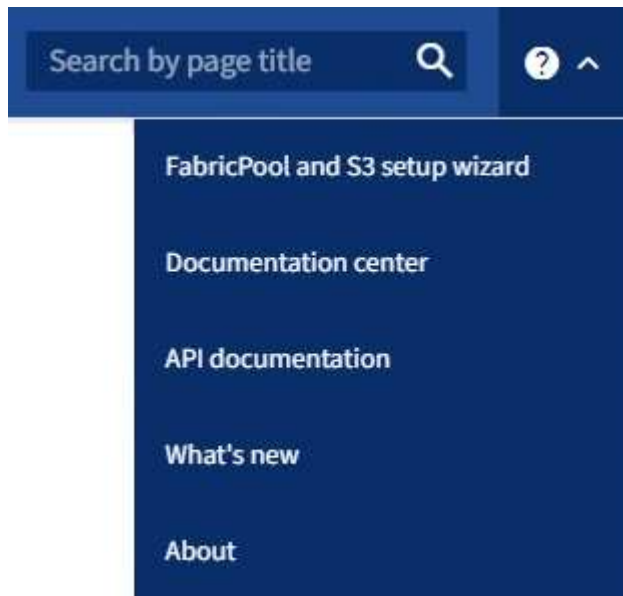 Search by page title
FabricPool and S3 setup wizard
Documentation center
API documentation
What's new
About